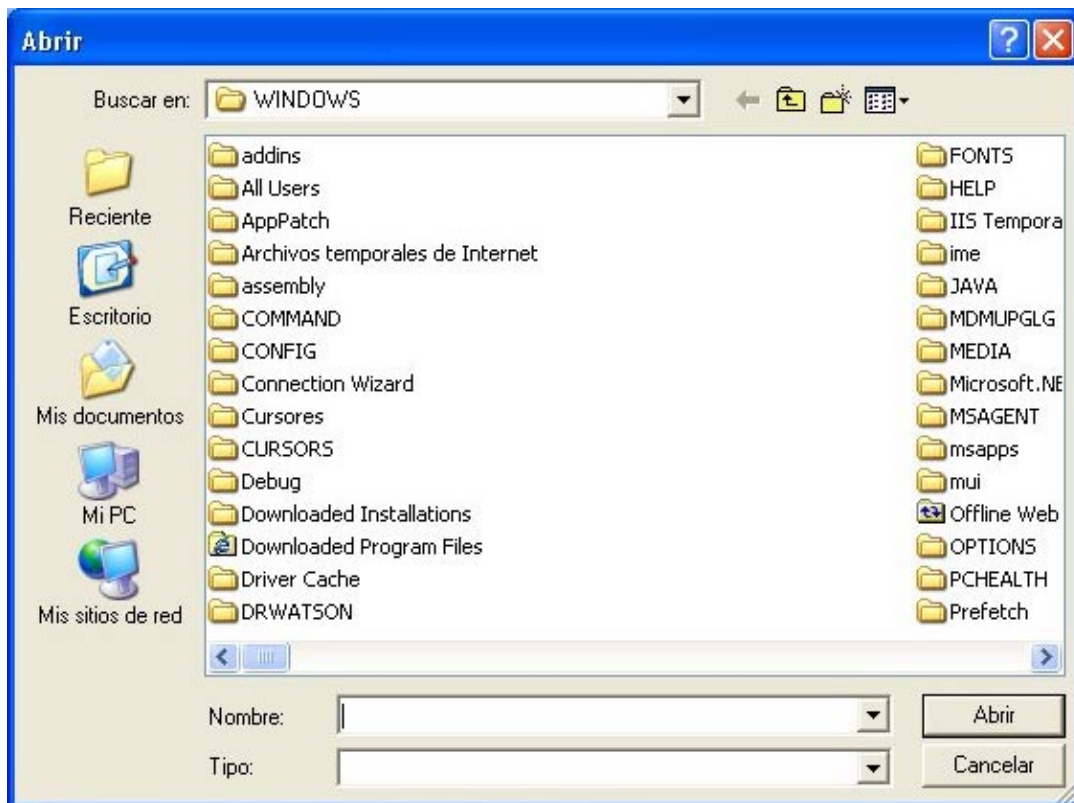 Abrir
Buscar en: WINDOWS
Reciente
Escritorio
Mis documentos
Mi PC
Mis sitios de red
addins
All Users
AppPatch
Archivos temporales de Internet
assembly
COMMAND
CONFIG
Connection Wizard
Cursores
CURSORS
Debug
Downloaded Installations
Downloaded Program Files
Driver Cache
DRWATSON
FONTS
HELP
IIS Tempora
ime
JAVA
MDMUPGLG
MEDIA
Microsoft.NE
MSAGENT
msapps
mui
Offline Web
OPTIONS
PCHEALTH
Prefetch
Nombre:
Abrir
Tipo:
Cancelar